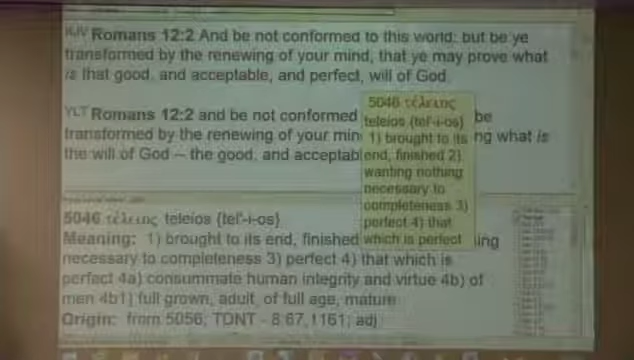 KJV Romans 12:2 And be not conformed to this world: but be ye
transformed by the renewing of your mind, that ye may prove what
is that good, and acceptable, and perfect, will of God.
YLT Romans 12:2 and be not conformed be
transformed by the renewing of your min ng what is
the will of God -- the good, and acceptabl
5046 τέλειος
teleios {tel'-i-os}
1) brought to its
end, finished 2)
wanting nothing
necessary to
completeness 3)
perfect 4) that
which is perfect
5046 τέλειος teleios {tel'-i-os}
Meaning: 1) brought to its end, finished ing
necessary to completeness 3) perfect 4) that which is
perfect 4a) consummate human integrity and virtue 4b) of
men 4b1) full grown, adult, of full age, mature
Origin: from 5056; TDNT - 8:67,1161; adj